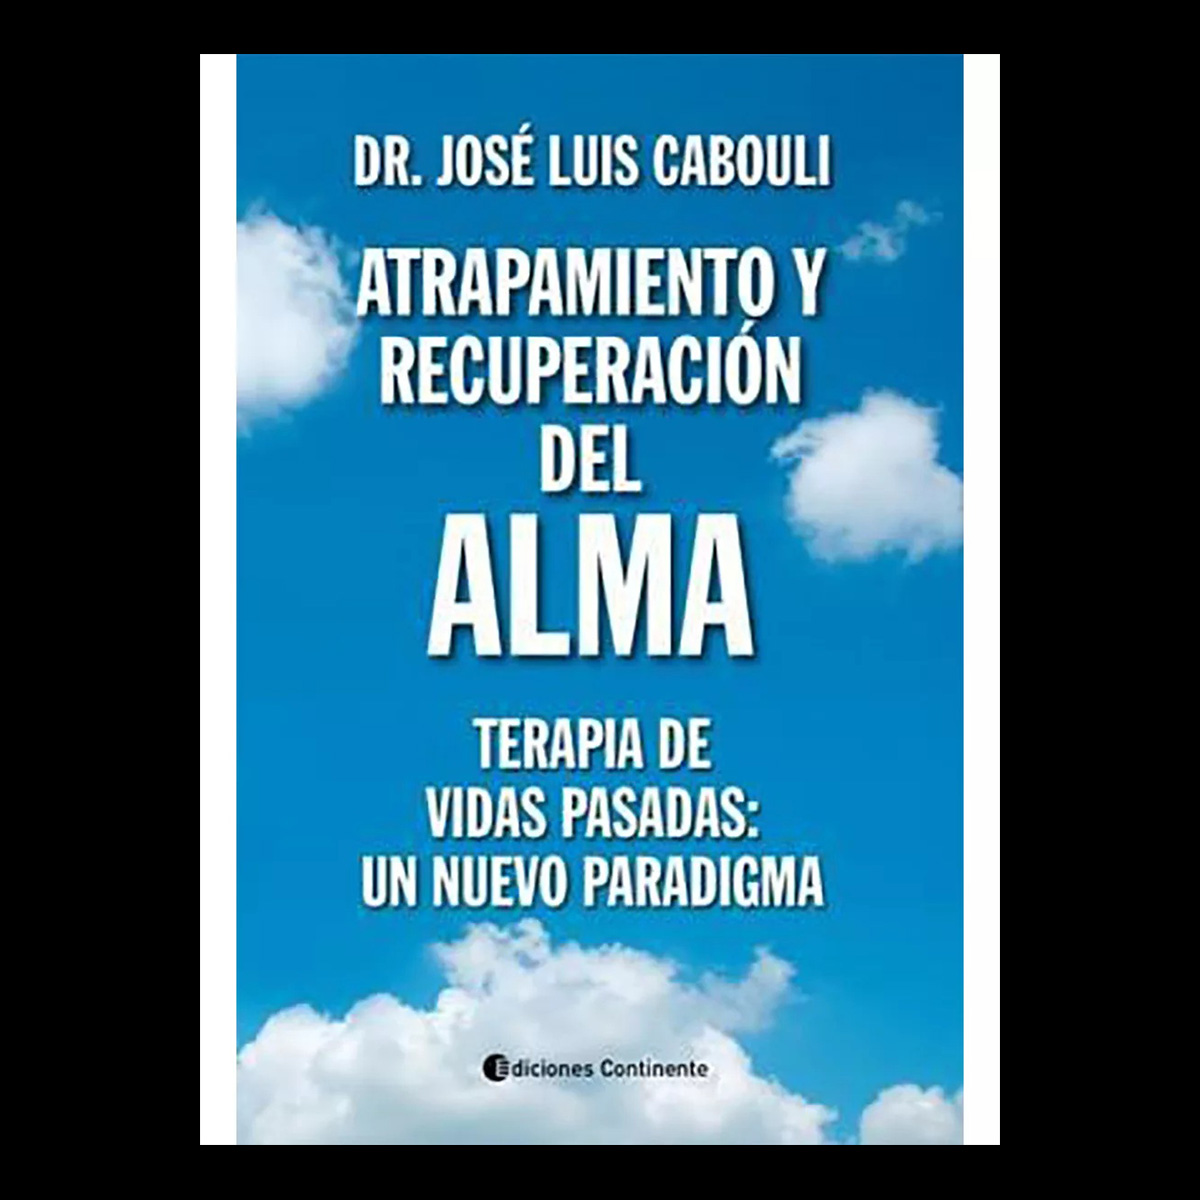 DR. JOSÉ LUIS CABOULI
ATRAPAMIENTO Y
RECUPERACIÓN
DEL
ALMA
TERAPIA DE
VIDAS PASADAS:
UN NUEVO PARADIGMA
Ediciones Continente